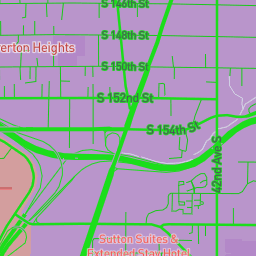 S 146th St
S 148th St
erton Heights
S 150th St
S 152nd St
S 154th St
42nd Ave S
Sutton Suites &
Extended Stay Hotel